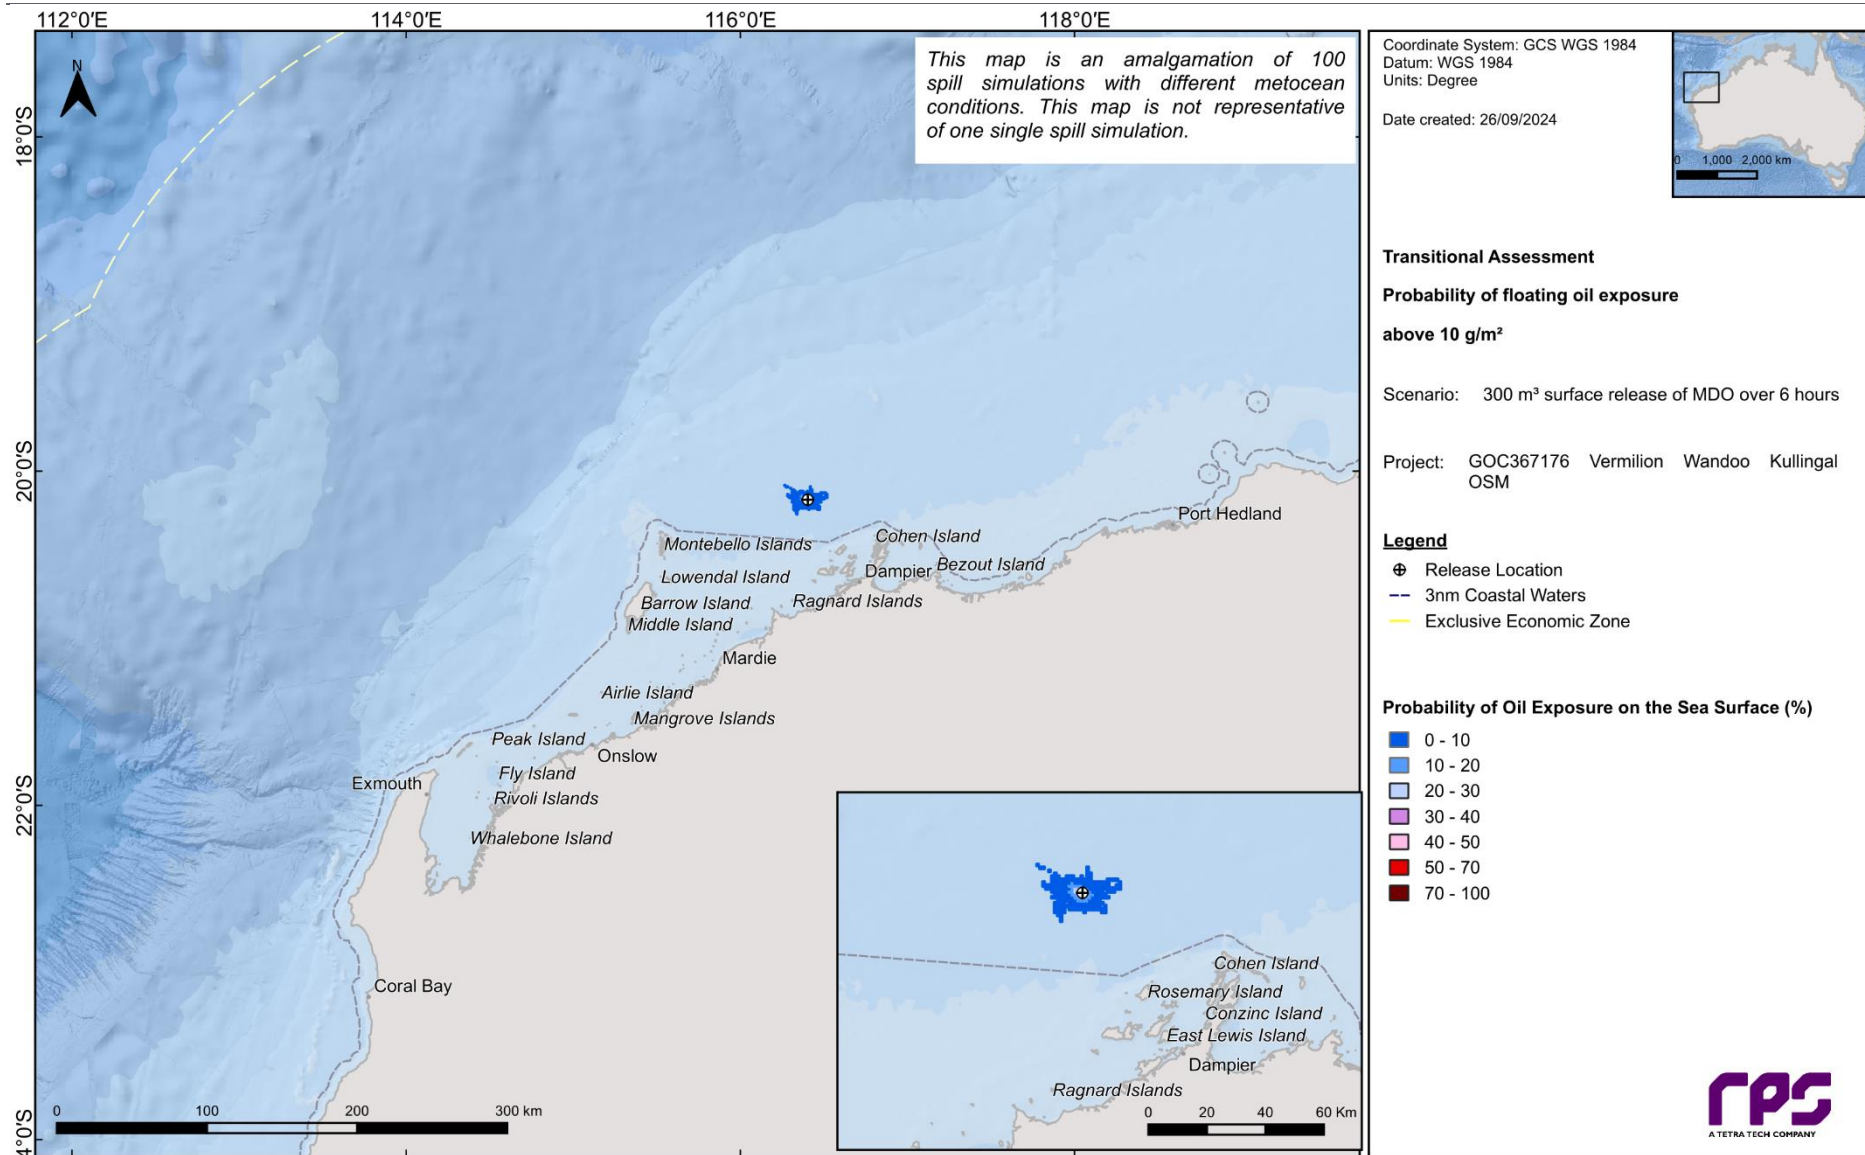 112°0'E 114°0'E 116°0'E 118°0'E
18°0'S
20°0'S
22°0'S
4°0'S
N
This map is an amalgamation of 100
spill simulations with different metocean
conditions. This map is not representative
of one single spill simulation.
Port Hedland
Cohen Island
Montebello Islands
Bezout Island
Dampier
Lowendal Island
Ragnard Islands
Barrow Island
Middle Island
Mardie
Airlie Island
Mangrove Islands
Peak Island
Onslow
Fly Island
Exmouth
Rivoli Islands
Whalebone Island
Coral Bay
0 100 200 300 km
Cohen Island
Rosemary Island
Conzinc Island
East Lewis Island
Dampier
Ragnard Islands
0 20 40 60 Km
Coordinate System: GCS WGS 1984
Datum: WGS 1984
Units: Degree
Date created: 26/09/2024
0 1,000 2,000 km
Transitional Assessment
Probability of floating oil exposure
above 10 g/m²
Scenario: 300 m³ surface release of MDO over 6 hours
Project: GOC367176 Vermilion Wandoo Kullingal
OSM
Legend
Release Location
3nm Coastal Waters
Exclusive Economic Zone
Probability of Oil Exposure on the Sea Surface (%)
0 - 10
10 - 20
20 - 30
30 - 40
40 - 50
50 - 70
70 - 100
rps
A TETRA TECH COMPANY